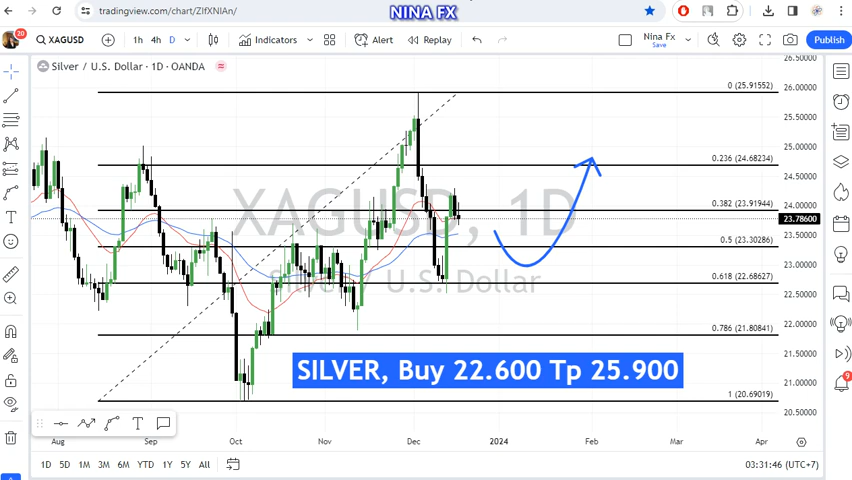 NINA FX
tradingview.com/chart/ZlfXNIAn/
20
XAGUSD
1h 4h D
Indicators
Alert
Replay
Nina Fx
Save
Publish
Silver / U.S. Dollar · 1D · OANDA
26.50000
0 (25.91552)
26.00000
25.50000
25.00000
0.236 (24.68234)
24.50000
XAGUSD, 1D
24.00000
0.382 (23.91944)
23.78600
23.50000
0.5 (23.30286)
23.00000
Silver / U.S. Dollar
0.618 (22.68627)
22.50000
22.00000
0.786 (21.80841)
21.50000
SILVER, Buy 22.600 Tp 25.900
21.00000
1 (20.69019)
20.50000
9
Aug Sep Oct Nov Dec 2024 Feb Mar Apr
1D 5D 1M 3M 6M YTD 1Y 5Y All
03:31:46 (UTC+7)